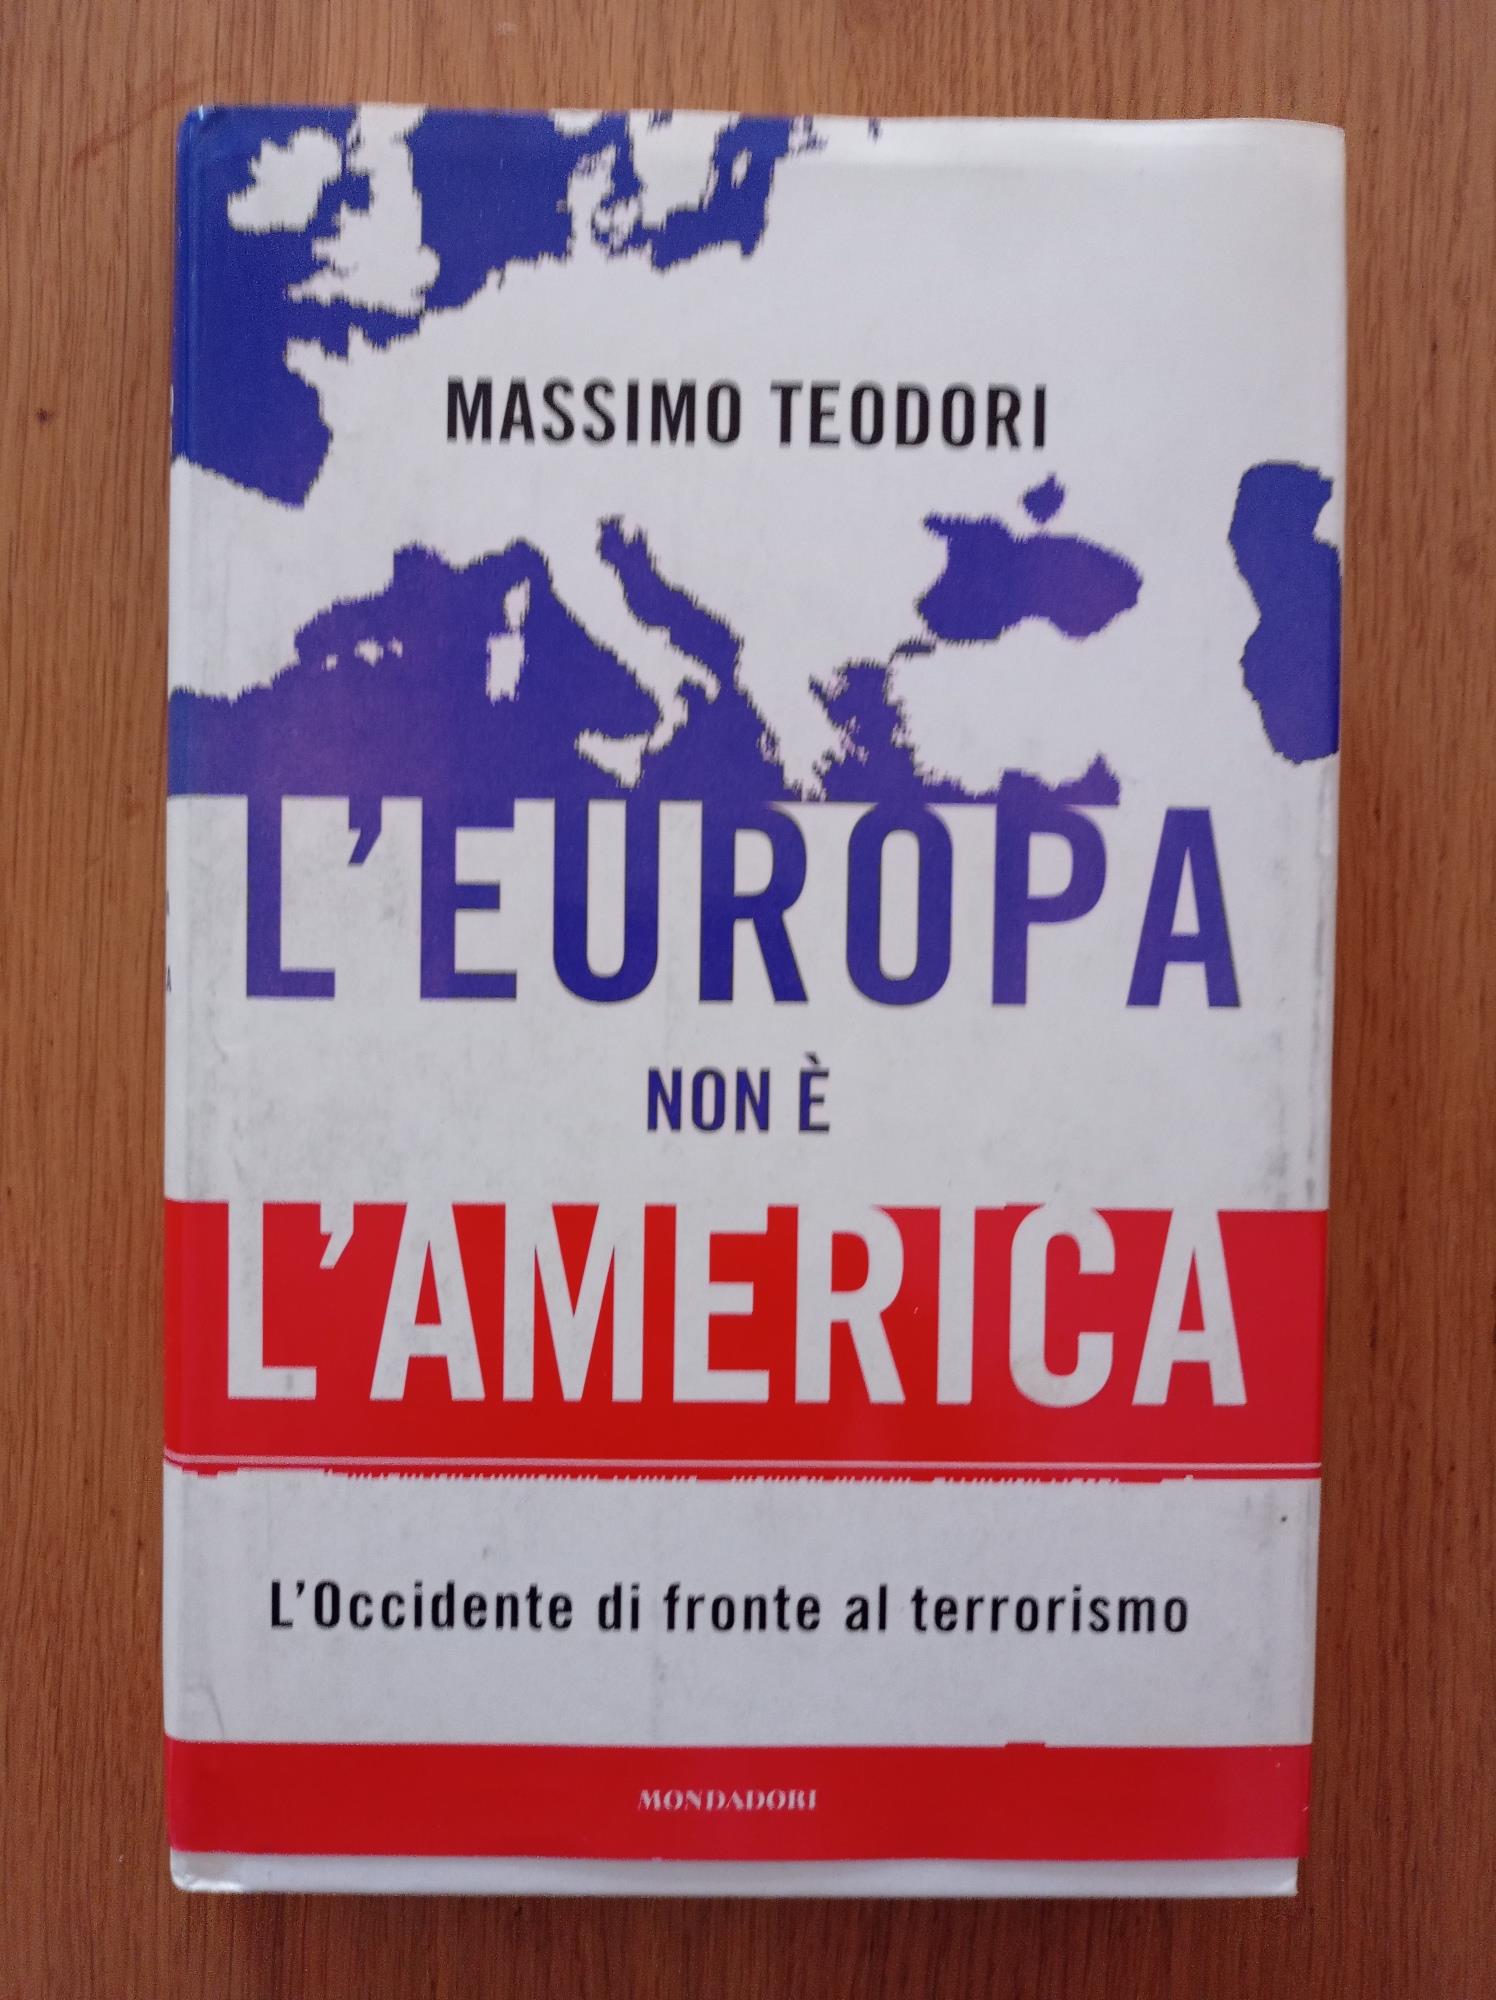 MASSIMO TEODORI
L'EUROPA
NON È
L'AMERICA
L'Occidente di fronte al terrorismo
MONDADORI